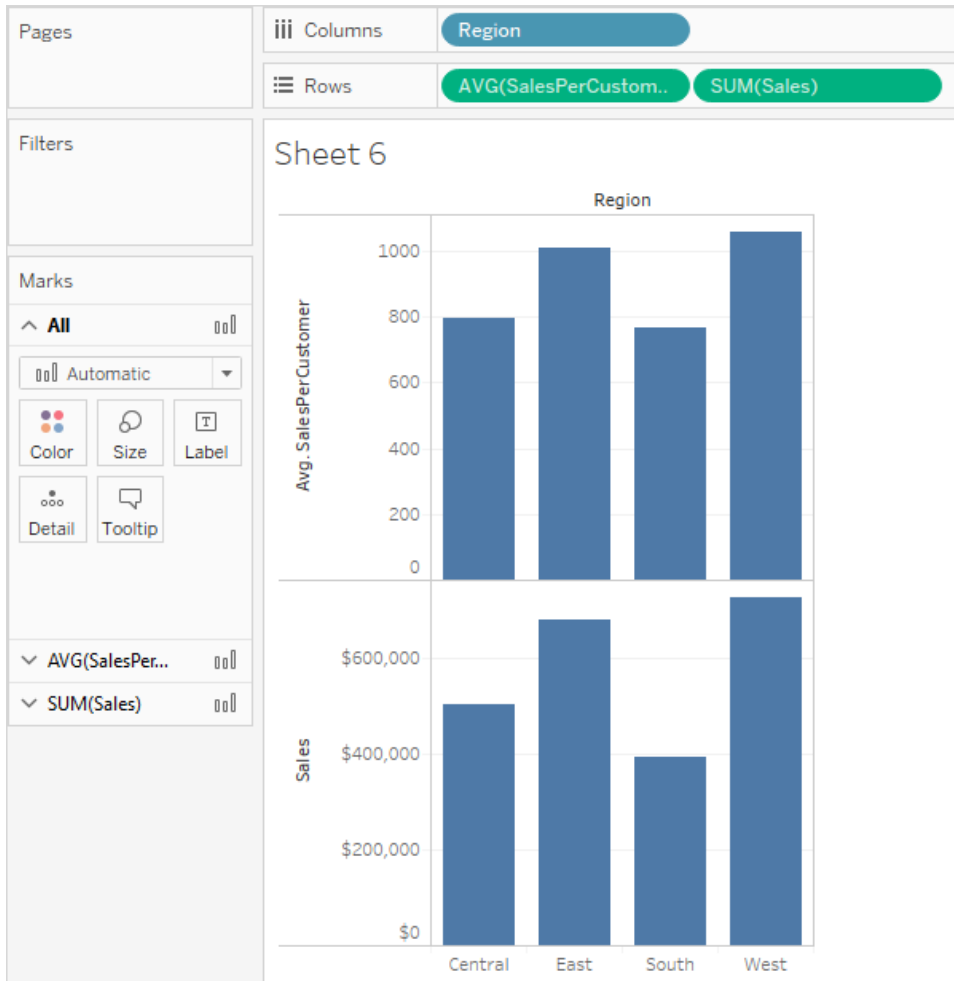 Pages
Columns
Region
Rows
AVG(SalesPerCustom..
SUM(Sales)
Filters
Marks
All
Automatic
Color
Size
Label
Detail
Tooltip
AVG(SalesPer...
SUM(Sales)
Sheet 6
Region
Avg. SalesPerCustomer
1000
800
600
400
200
0
Sales
$600,000
$400,000
$200,000
$0
Central East South West